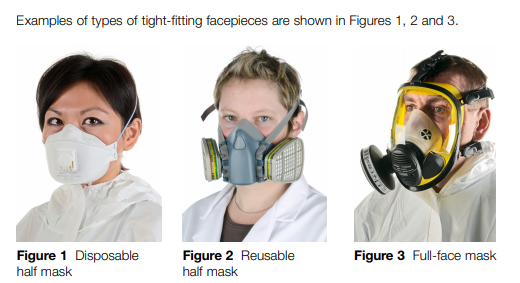 Examples of types of tight-fitting facepieces are shown in Figures 1, 2 and 3.
Figure 1 Disposable
half mask
Figure 2 Reusable
half mask
Figure 3 Full-face mask